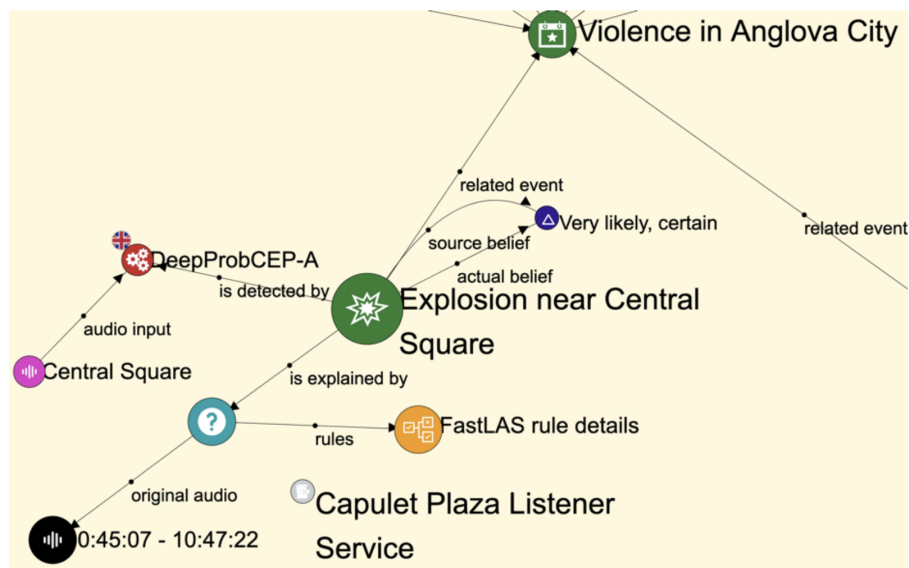 Violence in Anglova City
related event
Very likely, certain
related event
source belief
DeepProbCEP-A
actual belief
is detected by
Explosion near Central
Square
audio input
Central Square
is explained by
?
FastLAS rule details
rules
original audio
Capulet Plaza Listener
Service
0:45:07 - 10:47:22